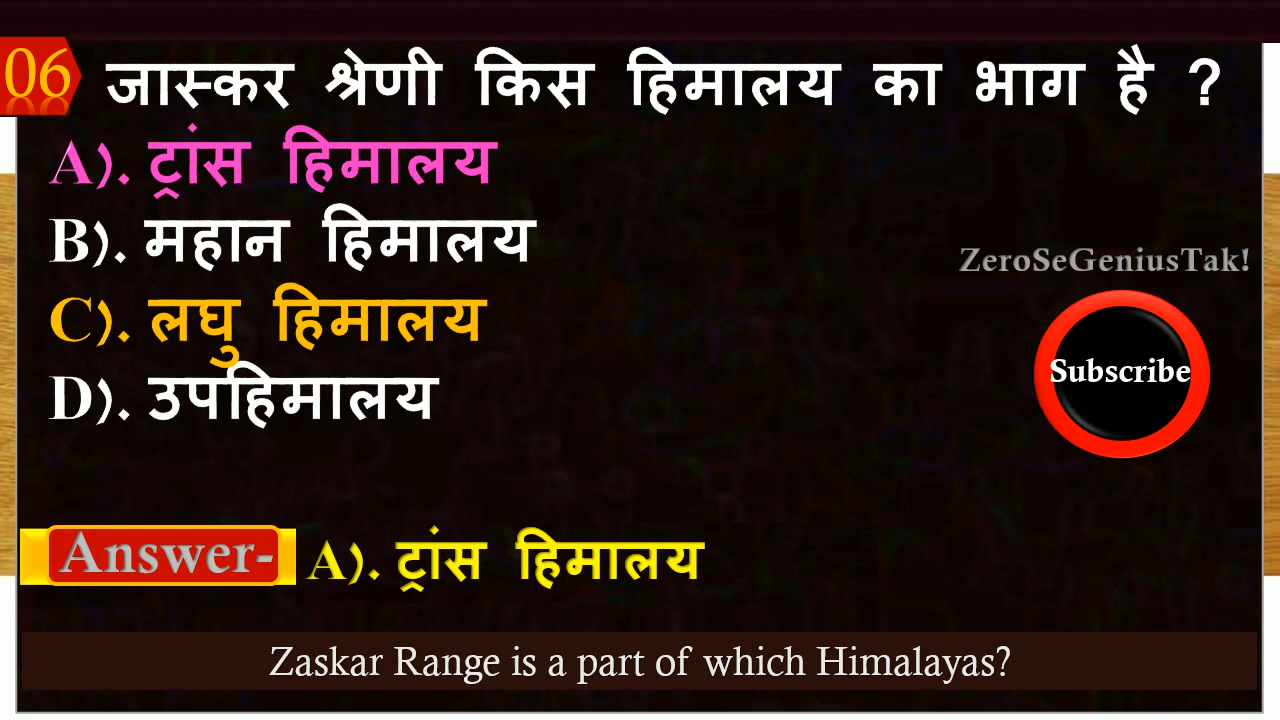 06 जास्कर श्रेणी किस हिमालय का भाग है ?
A). ट्रांस हिमालय
B). महान हिमालय
ZeroSeGeniusTak!
C). लघु हिमालय
Subscribe
D). उपहिमालय
Answer- A). ट्रांस हिमालय
Zaskar Range is a part of which Himalayas?